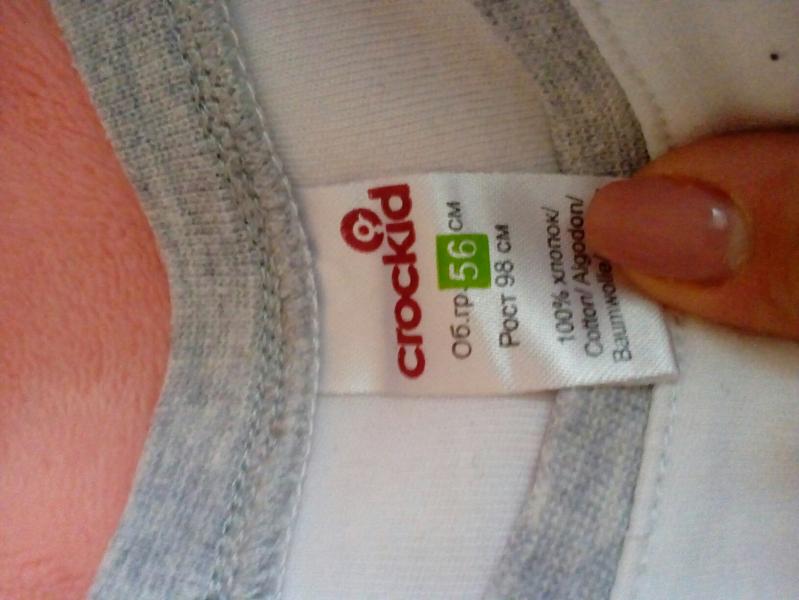 crockid
Об.гр. 56 см
Рост 98 см
100% хлопок/
Cotton/ Algodon/
Baumwolle/